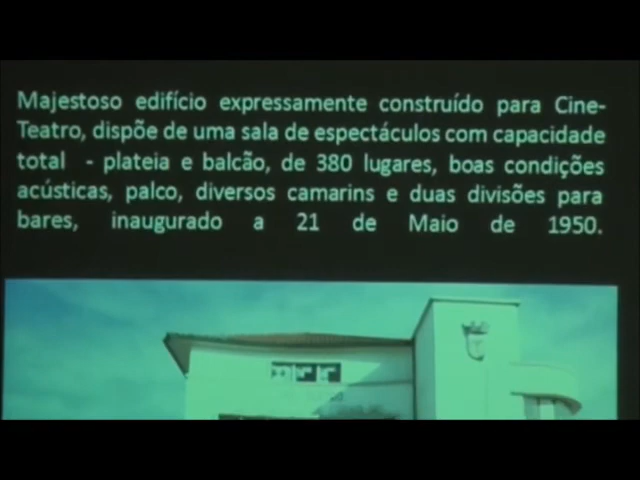 Majestoso edifício expressamente construído para Cine-
Teatro, dispõe de uma sala de espectáculos com capacidade
total - plateia e balcão, de 380 lugares, boas condições
acústicas, palco, diversos camarins e duas divisões para
bares, inaugurado a 21 de Maio de 1950.